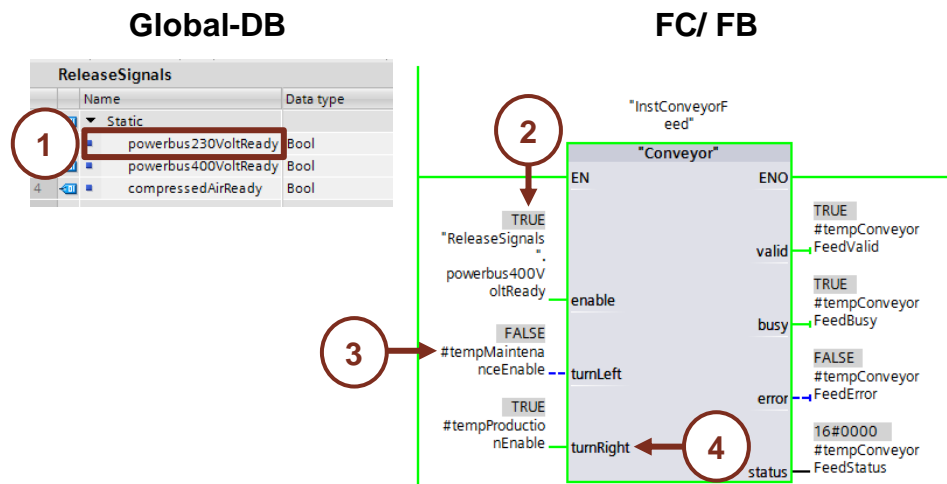 Global-DB
FC/ FB
ReleaseSignals
Name Data type
Static
powerbus230VoltReady Bool
powerbus400VoltReady Bool
4 compressedAirReady Bool
1
2
3
4
"InstConveyorF
eed"
"Conveyor"
EN ENO
TRUE
"ReleaseSignals
".
powerbus400V
oltReady
enable
FALSE
#tempMaintena
nceEnable
turnLeft
TRUE
#tempProductio
nEnable
turnRight
TRUE
#tempConveyor
FeedValid
valid
TRUE
#tempConveyor
FeedBusy
busy
FALSE
#tempConveyor
FeedError
error
16#0000
#tempConveyor
FeedStatus
status